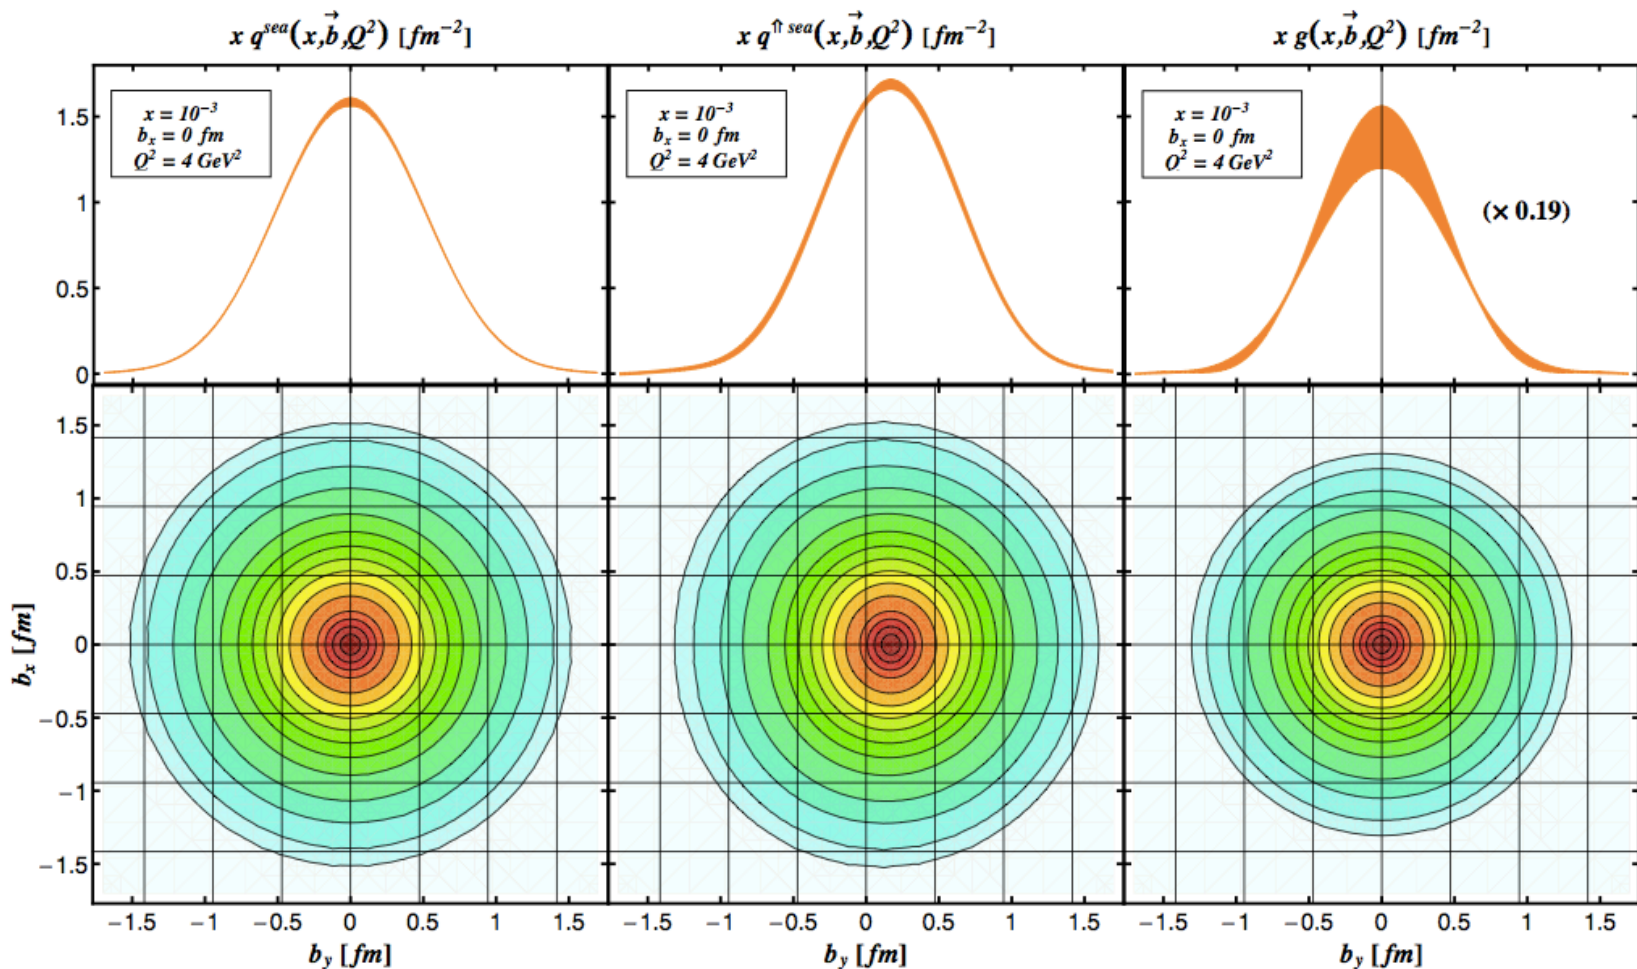 x q^sea(x,b⃗,Q²) [fm⁻²]
x q^⇑ sea(x,b⃗,Q²) [fm⁻²]
x g(x,b⃗,Q²) [fm⁻²]
x = 10⁻³
b_x = 0 fm
Q² = 4 GeV²
x = 10⁻³
b_x = 0 fm
Q² = 4 GeV²
x = 10⁻³
b_x = 0 fm
Q² = 4 GeV²
(× 0.19)
1.5
1
0.5
0
1.5
1
0.5
0
−0.5
−1
−1.5
b_x [fm]
−1.5 −1 −0.5 0 0.5 1 1.5
−1.5 −1 −0.5 0 0.5 1 1.5
−1.5 −1 −0.5 0 0.5 1 1.5
b_y [fm]
b_y [fm]
b_y [fm]